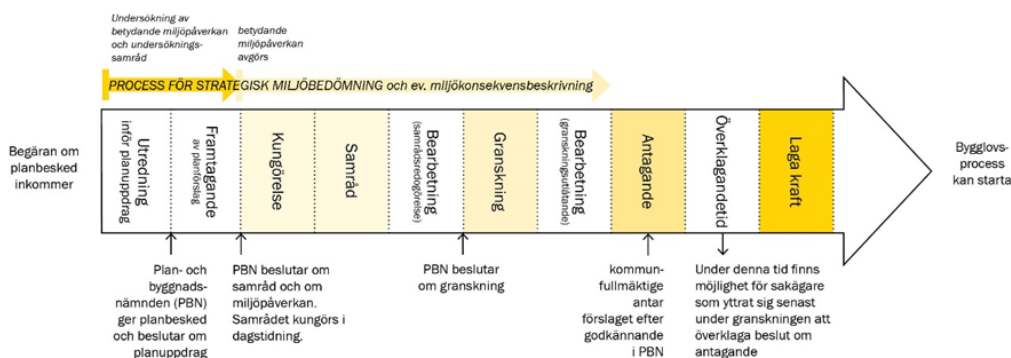 Undersökning av
betydande miljöpåverkan
och undersöknings-
samråd
betydande
miljöpåverkan
avgörs
PROCESS FÖR STRATEGISK MILJÖBEDÖMNING och ev. miljökonsekvensbeskrivning
Begäran om
planbesked
inkommer
Utredning
inför planuppdrag
Framtagande
av planförslag
Kungörelse
Samråd
Bearbetning
(samrådsredogörelse)
Granskning
Bearbetning
(granskningsutlåtande)
Antagande
Överklagandetid
Laga kraft
Bygglovs-
process
kan starta
Plan- och
byggnads-
nämnden (PBN)
ger planbesked
och beslutar om
planuppdrag
PBN beslutar om
samråd och om
miljöpåverkan.
Samrådet kungörs i
dagstidning.
PBN beslutar
om granskning
kommun-
fullmäktige
antar
förslaget efter
godkännande
i PBN
Under denna tid finns
möjlighet för sakägare
som yttrat sig senast
under granskningen att
överklaga beslut om
antagande